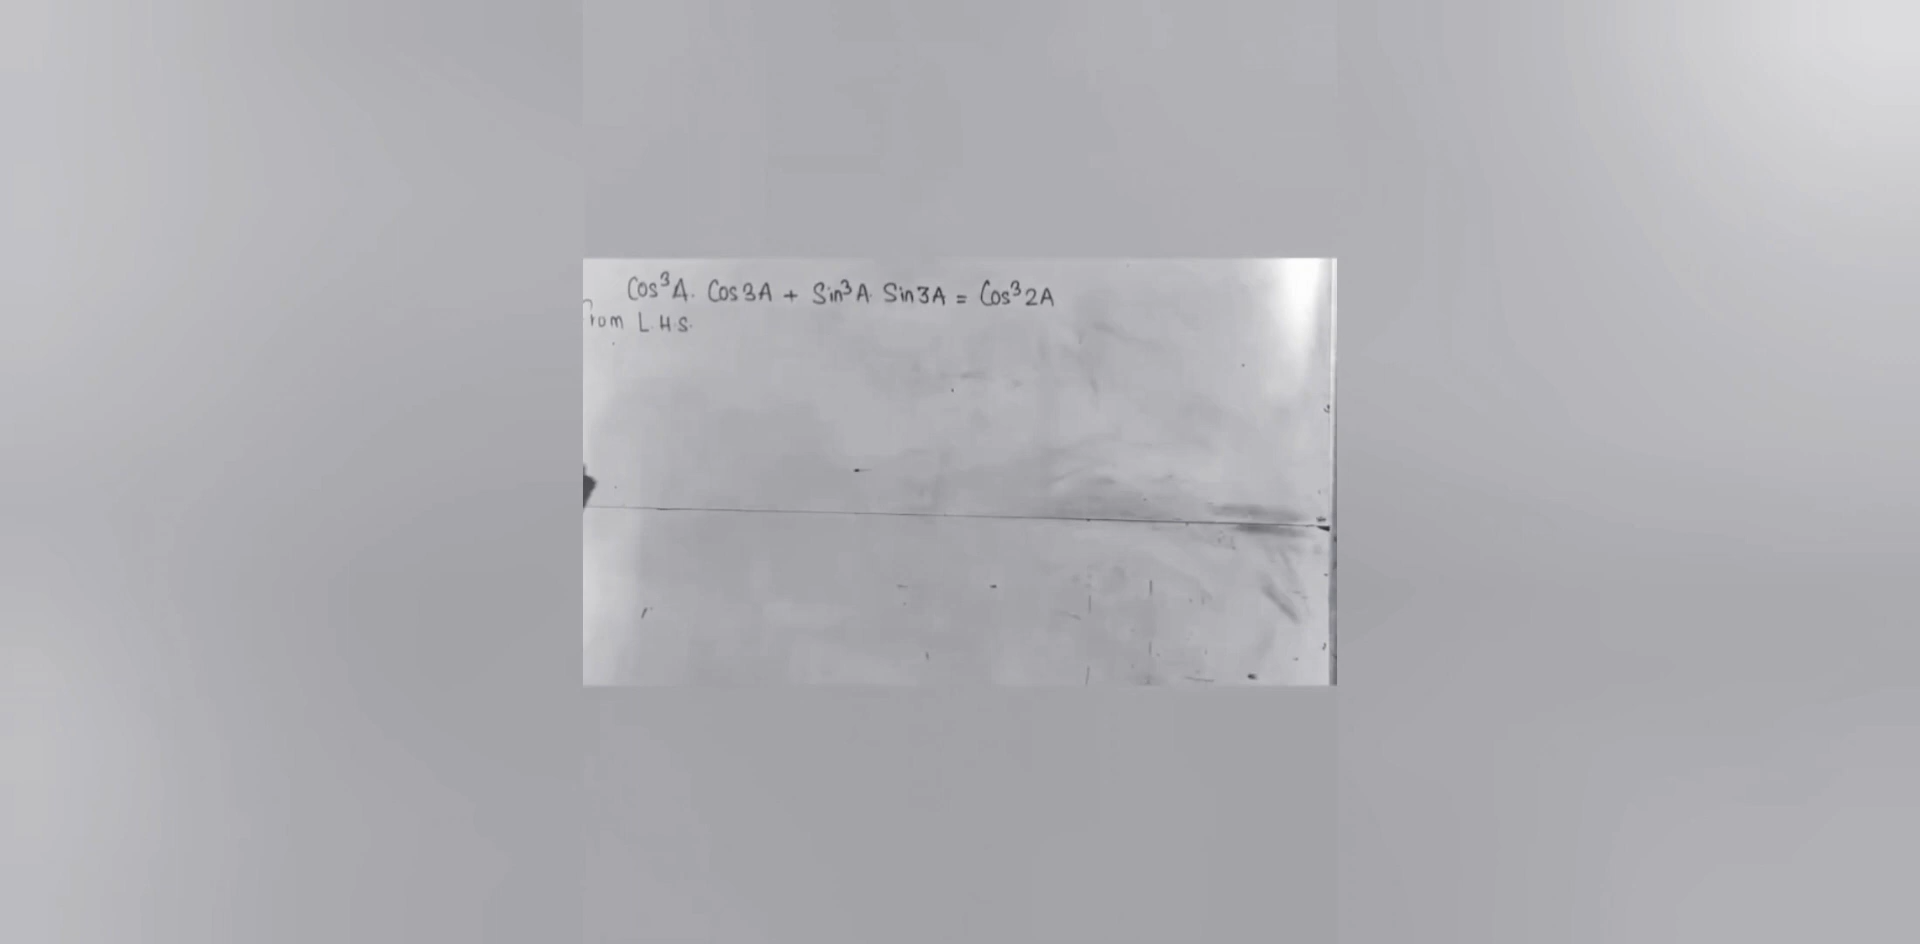 Cos³A. Cos3A + Sin³A. Sin3A = Cos³2A
rom L.H.S.